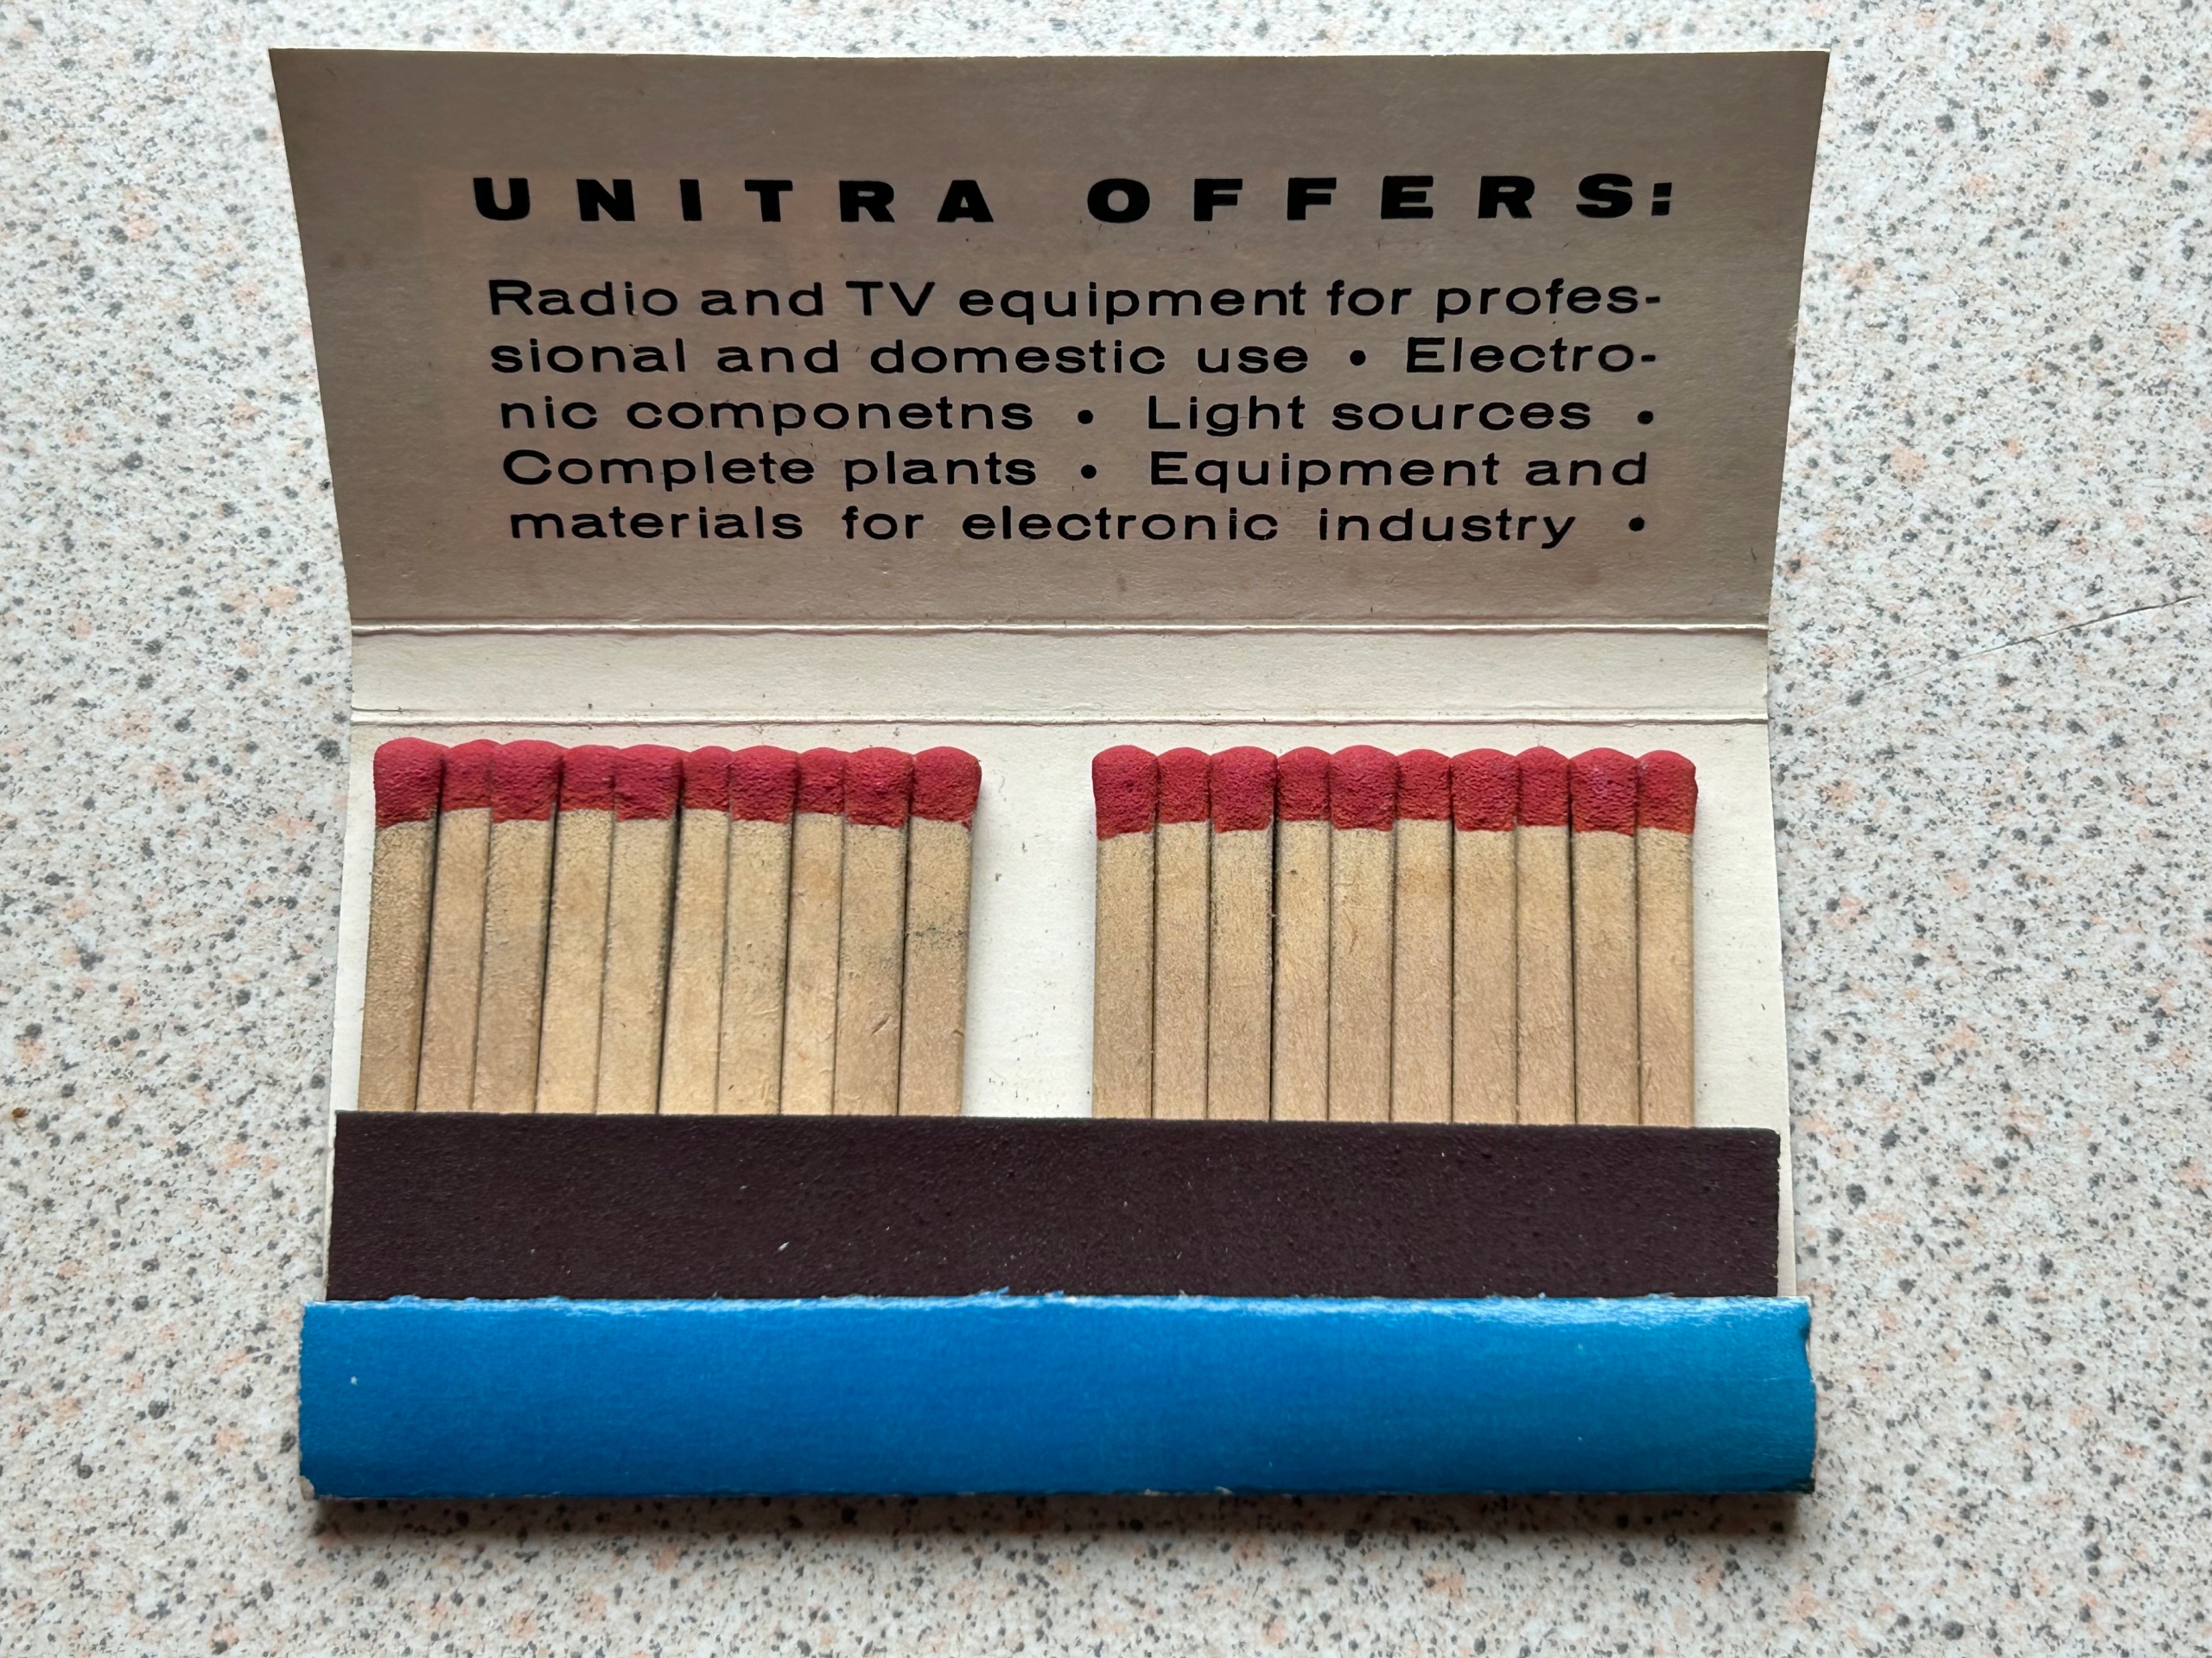 UNITRA OFFERS:
Radio and TV equipment for profes-
sional and domestic use • Electro-
nic componetns • Light sources •
Complete plants • Equipment and
materials for electronic industry •